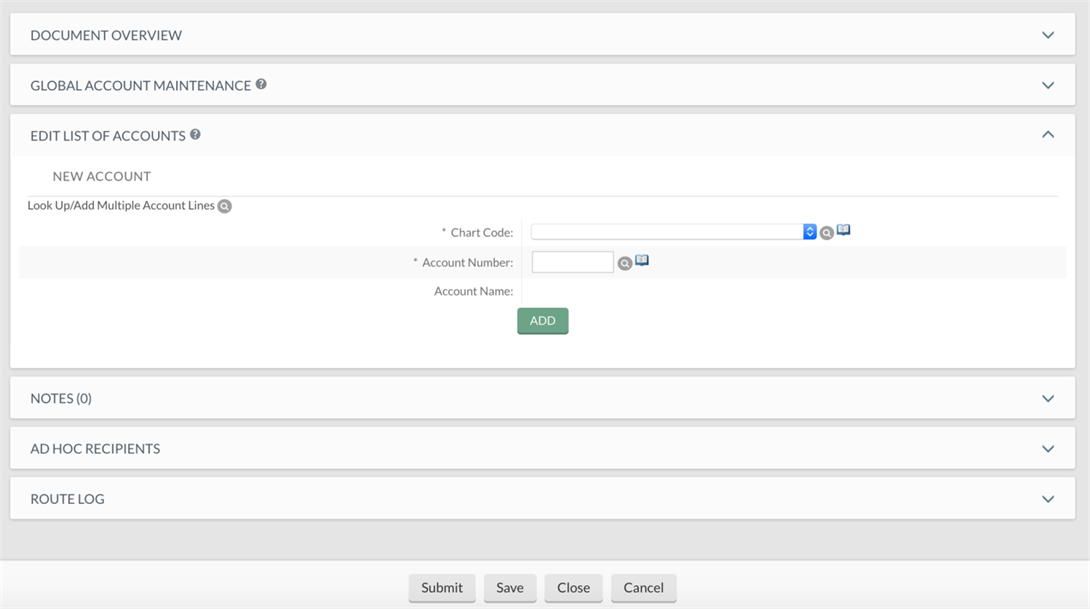 DOCUMENT OVERVIEW
GLOBAL ACCOUNT MAINTENANCE ?
EDIT LIST OF ACCOUNTS ?
NEW ACCOUNT
Look Up/Add Multiple Account Lines
* Chart Code:
* Account Number:
Account Name:
ADD
NOTES (0)
AD HOC RECIPIENTS
ROUTE LOG
Submit Save Close Cancel